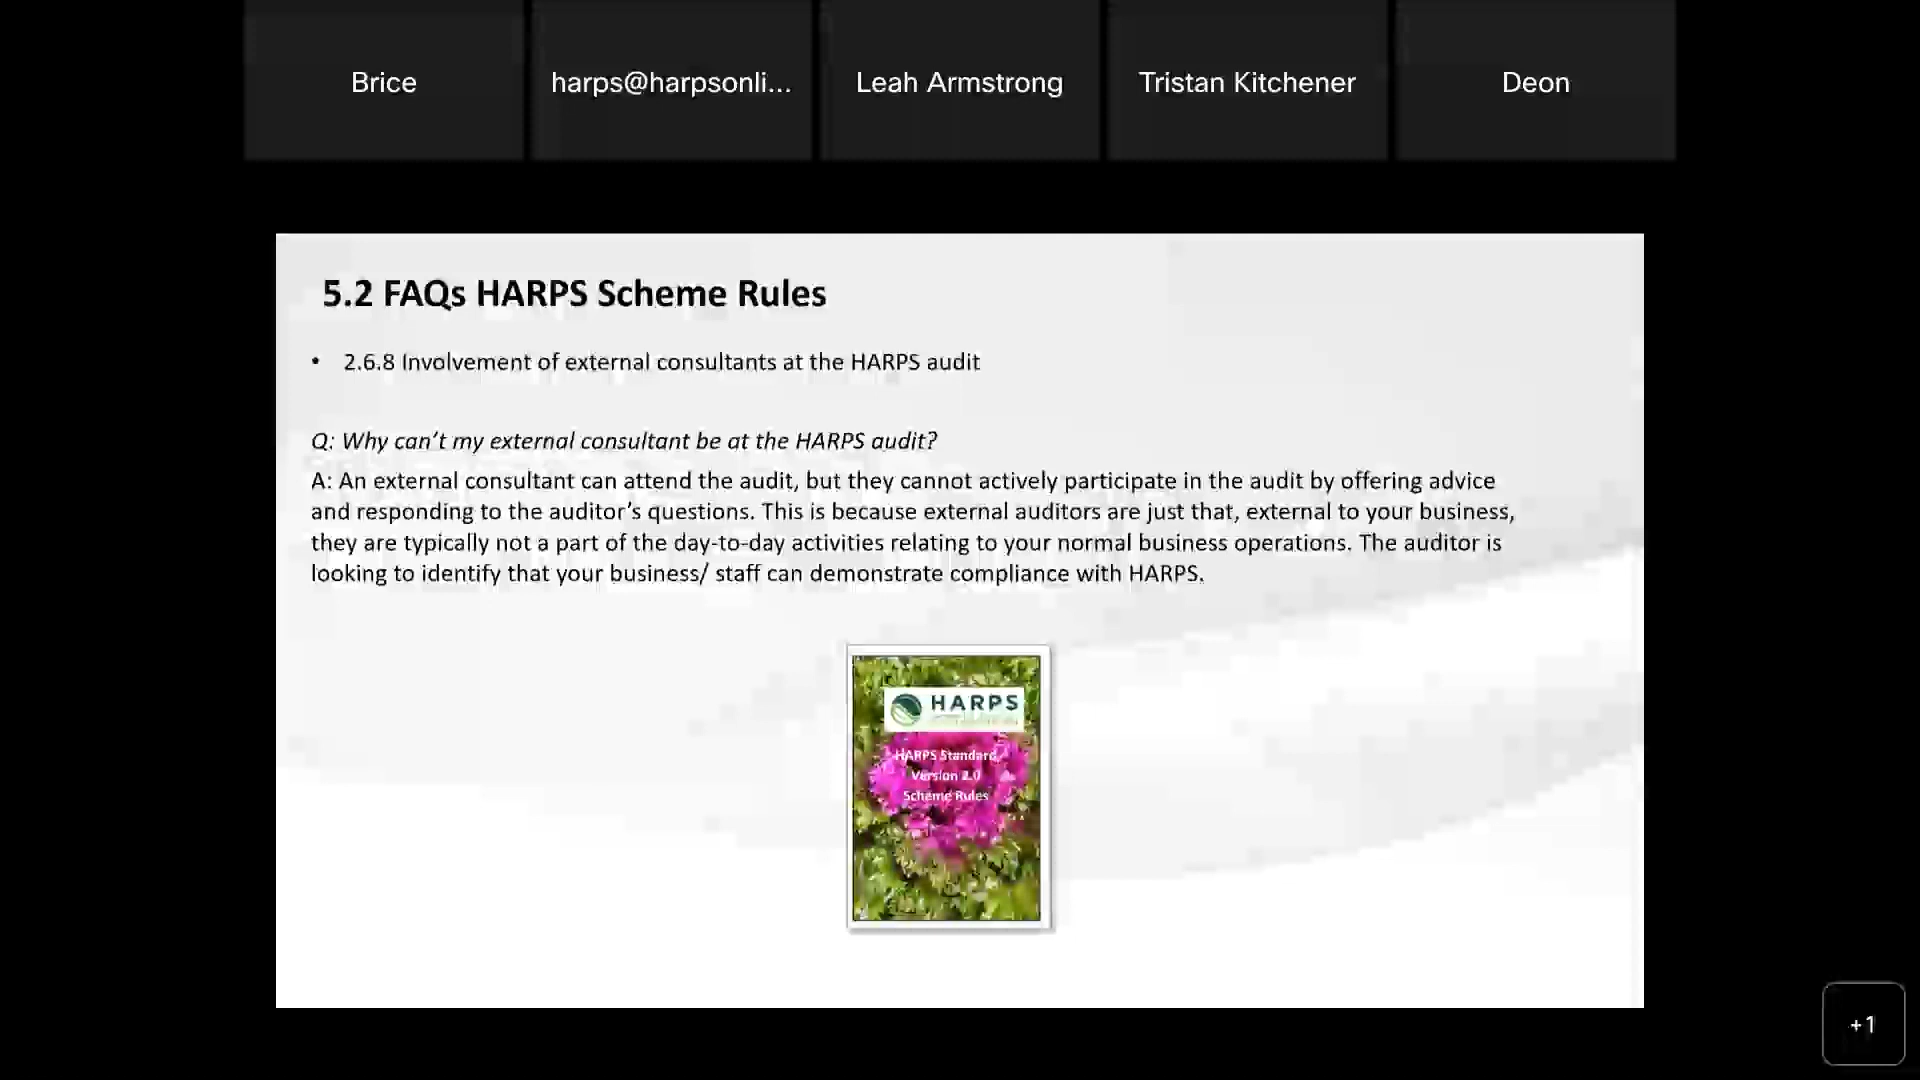 Brice
harps@harpsonli...
Leah Armstrong
Tristan Kitchener
Deon
5.2 FAQs HARPS Scheme Rules
• 2.6.8 Involvement of external consultants at the HARPS audit
Q: Why can’t my external consultant be at the HARPS audit?
A: An external consultant can attend the audit, but they cannot actively participate in the audit by offering advice
and responding to the auditor’s questions. This is because external auditors are just that, external to your business,
they are typically not a part of the day-to-day activities relating to your normal business operations. The auditor is
looking to identify that your business/ staff can demonstrate compliance with HARPS.
HARPS
HARPS Standard
Version 2.0
Scheme Rules
+1